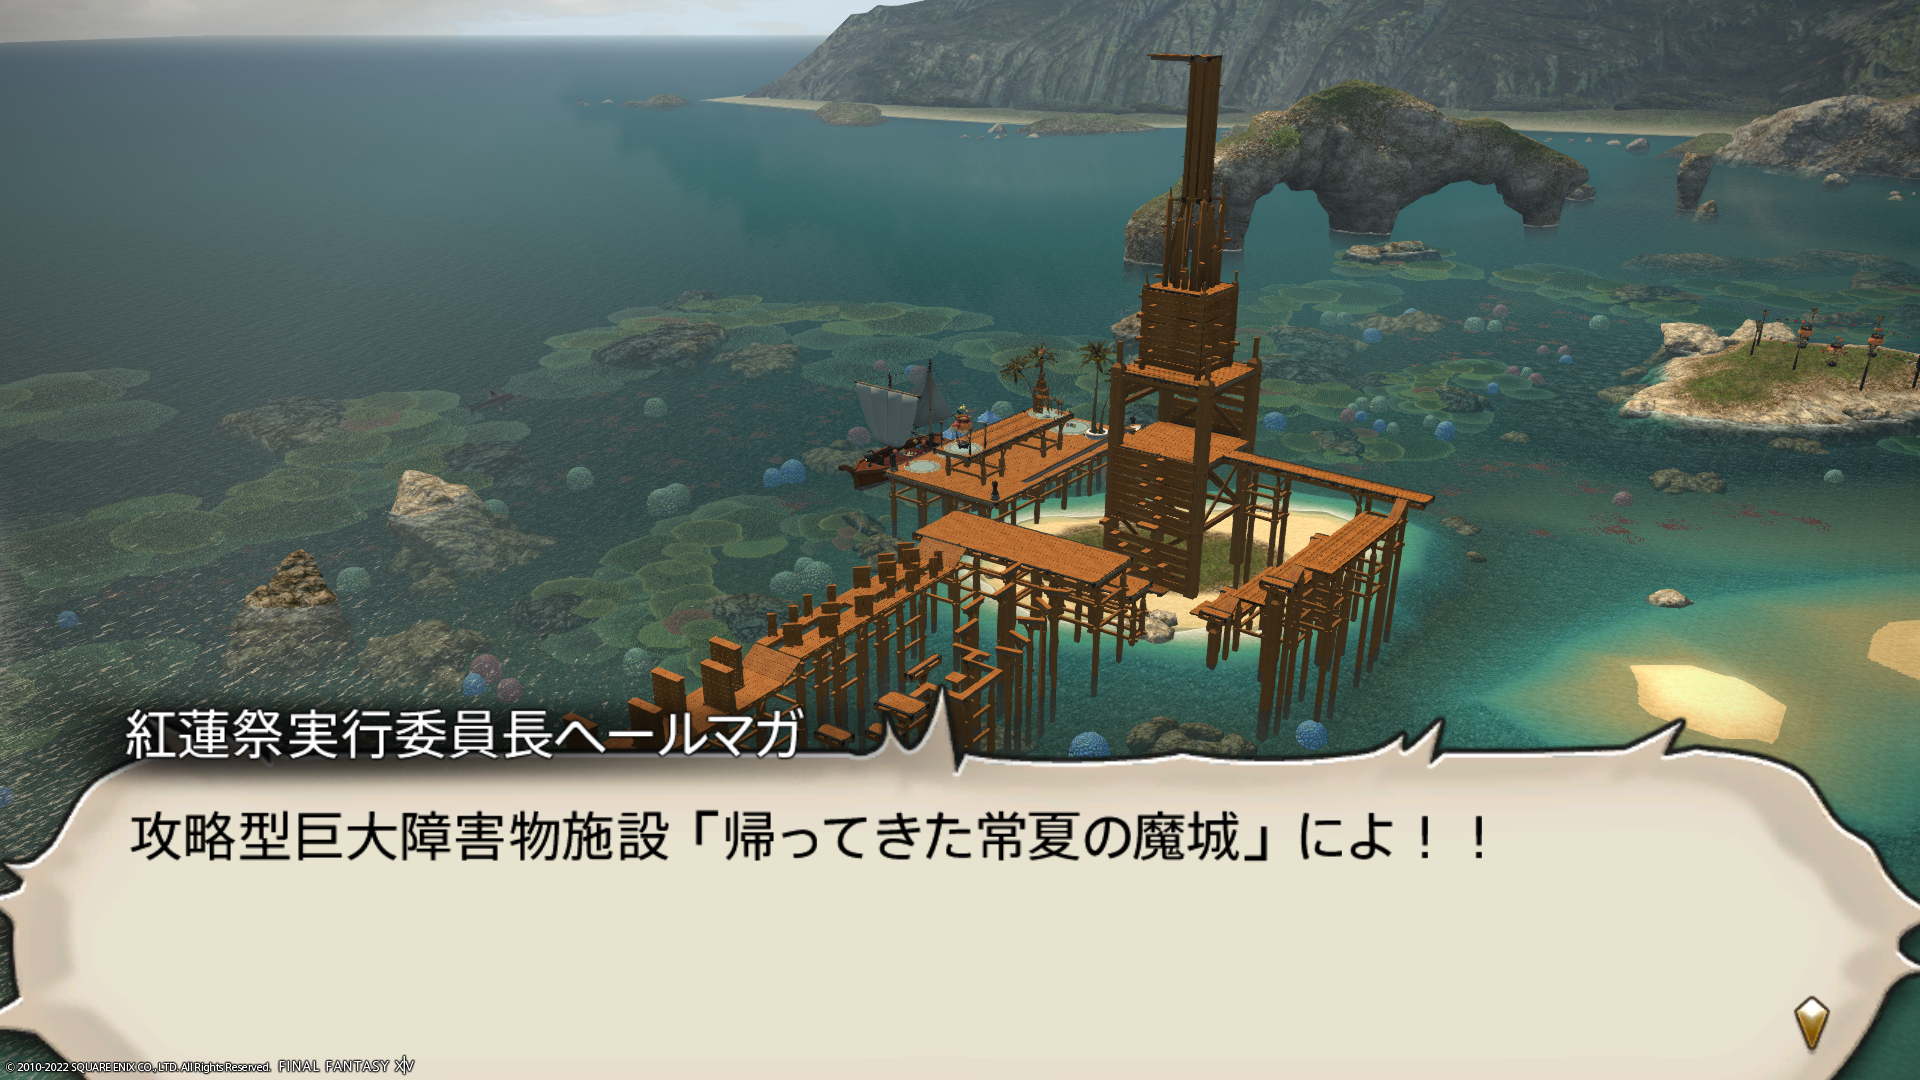 紅蓮祭実行委員長ヘールマガ
攻略型巨大障害物施設「帰ってきた常夏の魔城」によ！！
© 2010-2022 SQUARE ENIX CO., LTD. All Rights Reserved. FINAL FANTASY XIV